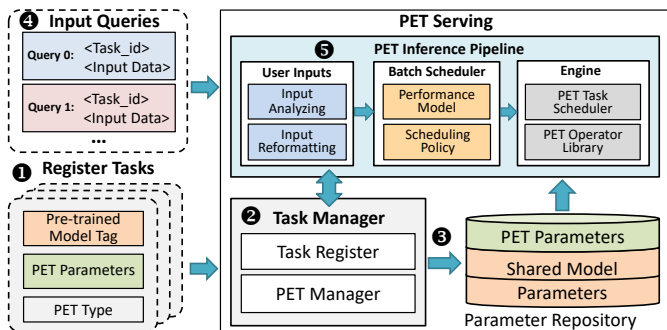 ❹ Input Queries
Query 0: <Task_id>
<Input Data>
Query 1: <Task_id>
<Input Data>
...
❶ Register Tasks
Pre-trained
Model Tag
PET Parameters
PET Type
PET Serving
❺ PET Inference Pipeline
User Inputs
Input
Analyzing
Input
Reformatting
Batch Scheduler
Performance
Model
Scheduling
Policy
Engine
PET Task
Scheduler
PET Operator
Library
❷ Task Manager
Task Register
PET Manager
❸
PET Parameters
Shared Model
Parameters
Parameter Repository